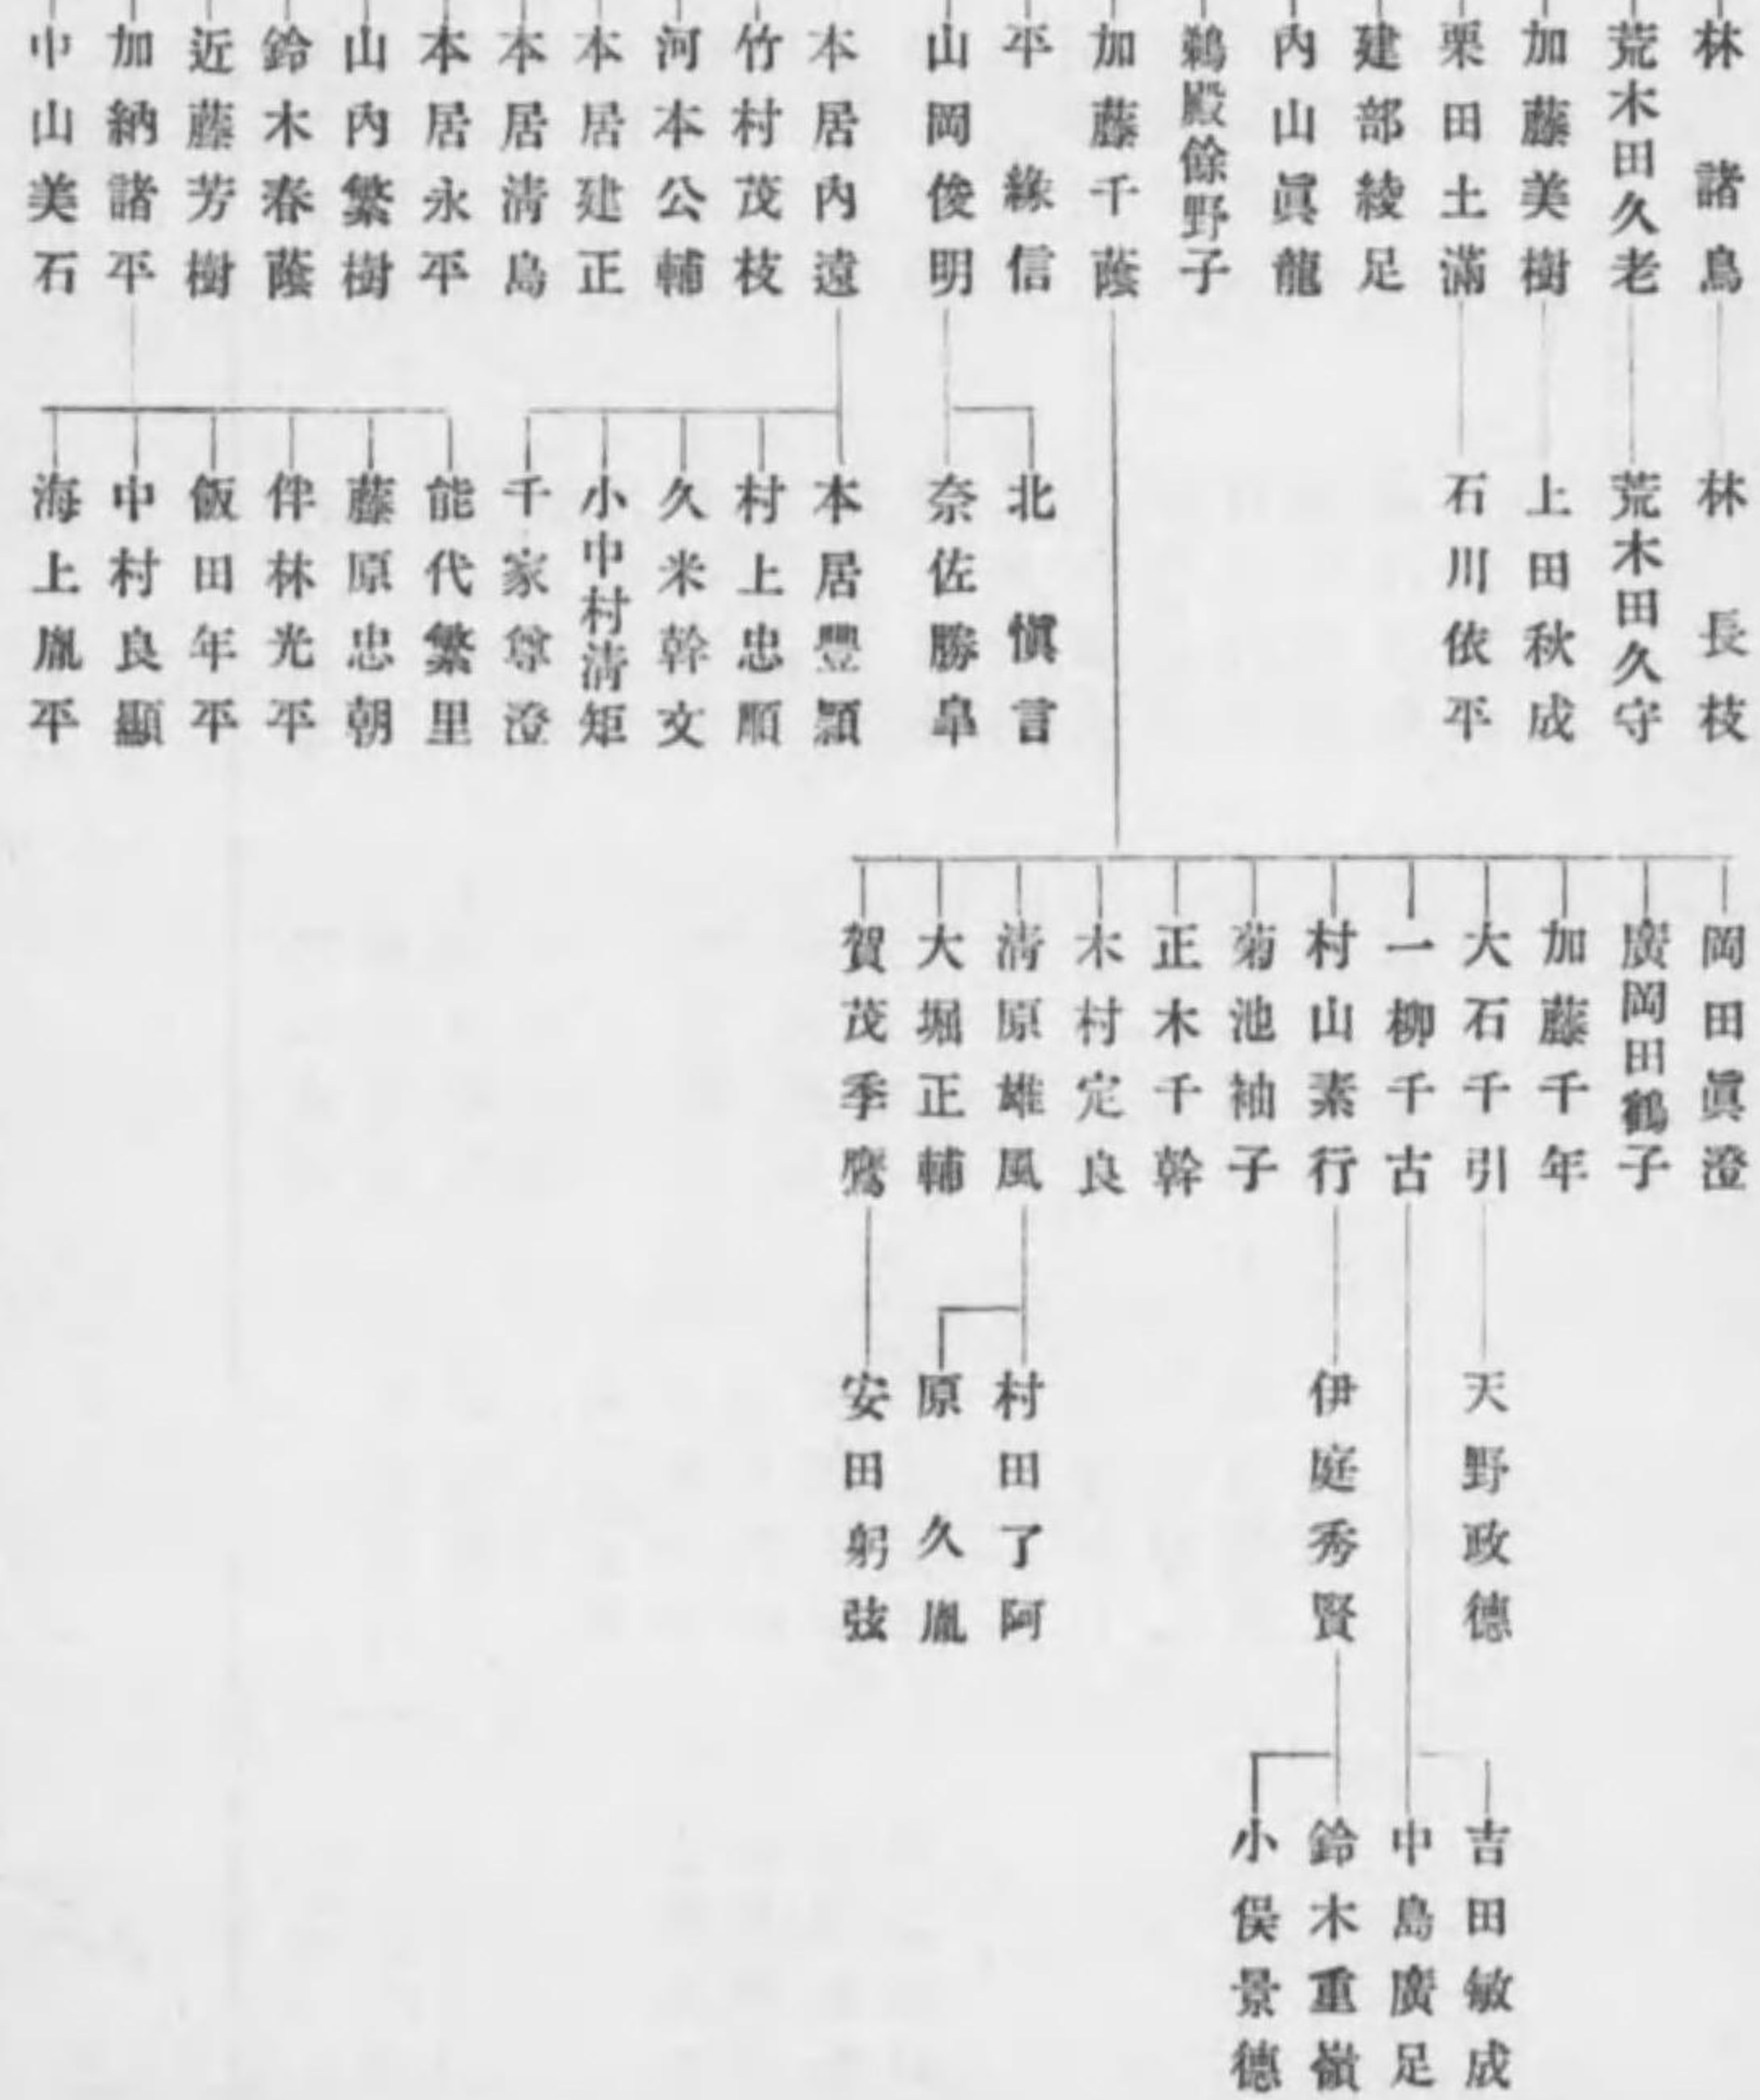 林諸鳥
荒木田久老
加藤美樹
栗田土滿
建部綾足
內山眞龍
鵜殿餘野子
加藤千蔭
平緣信
山岡俊明
本居內遠
竹村茂枝
河本公輔
本居建正
本居清島
本居永平
山內繁樹
鈴木春蔭
近藤芳樹
加納諸平
中山美石
林長枝
荒木田久守
上田秋成
石川依平
北愼言
奈佐勝皐
本居豐穎
村上忠順
久米幹文
小中村清矩
千家尊澄
能代繁里
藤原忠朝
伴林光平
飯田年平
中村良顯
海上胤平
岡田眞澄
廣岡田鶴子
加藤千年
大石千引
一柳千古
村山素行
菊池袖子
正木千幹
木村定良
清原雄風
大堀正輔
賀茂季鷹
天野政德
伊庭秀賢
村田了阿
原久胤
安田躬弦
吉田敏成
中島廣足
鈴木重嶺
小俣景德